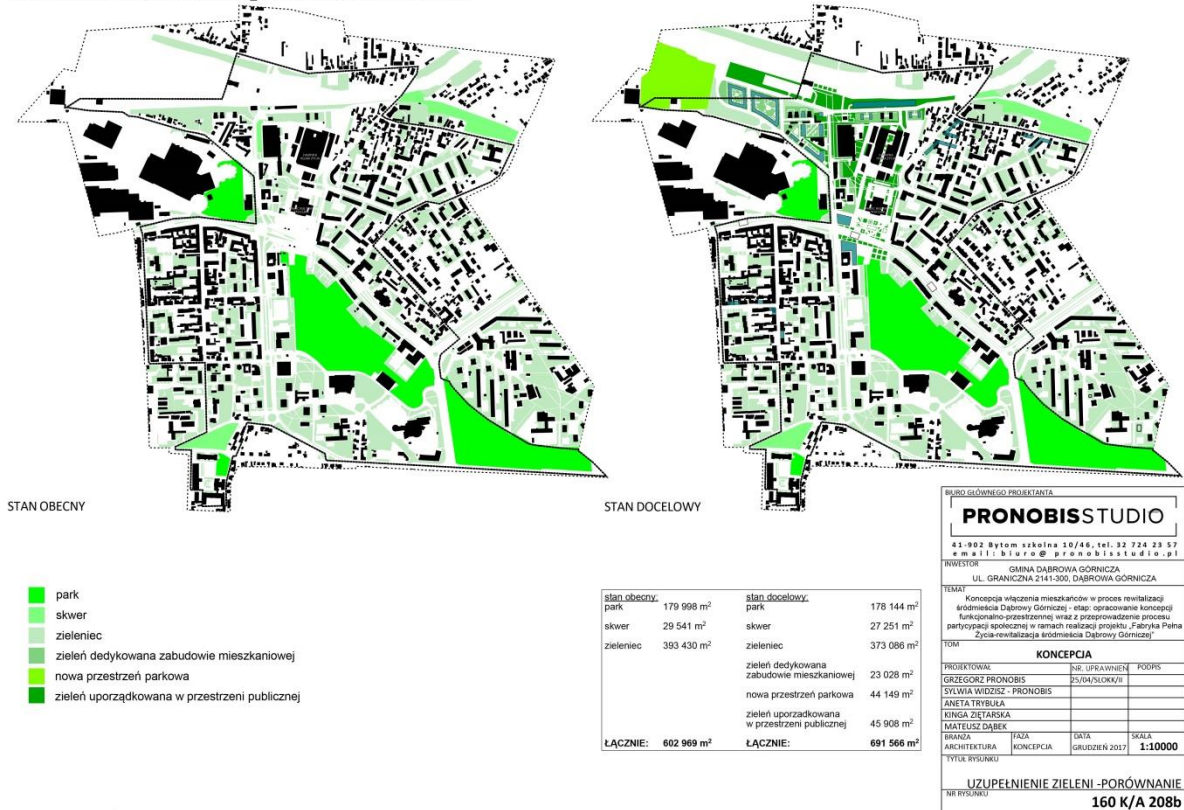 STAN OBECNY
STAN DOCELOWY
park
skwer
zieleniec
zieleń dedykowana zabudowie mieszkaniowej
nowa przestrzeń parkowa
zieleń uporządkowana w przestrzeni publicznej
stan obecny: stan docelowy:
park 179 998 m² park 178 144 m²
skwer 29 541 m² skwer 27 251 m²
zieleniec 393 430 m² zieleniec 373 086 m²
zieleń dedykowana
zabudowie mieszkaniowej 23 028 m²
nowa przestrzeń parkowa 44 149 m²
zieleń uporzadkowana
w przestrzeni publicznej 45 908 m²
ŁĄCZNIE: 602 969 m² ŁĄCZNIE: 691 566 m²
BIURO GŁÓWNEGO PROJEKTANTA
PRONOBISSTUDIO
41-902 Bytom szkolna 10/46, tel. 32 724 23 57
email: biuro@pronobisstudio.pl
INWESTOR
GMINA DĄBROWA GÓRNICZA
UL. GRANICZNA 2141-300, DĄBROWA GÓRNICZA
TEMAT
Koncepcja włączenia mieszkańców w proces rewitalizacji
śródmieścia Dąbrowy Górniczej - etap: opracowanie koncepcji
funkcjonalno-przestrzennej wraz z przeprowadzenie procesu
partycypacji społecznej w ramach realizacji projektu „Fabryka Pełna
Życia-rewitalizacja śródmieścia Dąbrowy Górniczej"
TOM
KONCEPCJA
PROJEKTOWAŁ NR. UPRAWNIEŃ PODPIS
GRZEGORZ PRONOBIS 25/04/SLOKK/II
SYLWIA WIDZISZ - PRONOBIS
ANETA TRYBUŁA
KINGA ZIĘTARSKA
MATEUSZ DĄBEK
BRANŻA FAZA DATA SKALA
ARCHITEKTURA KONCEPCJA GRUDZIEŃ 2017 1:10000
TYTUŁ RYSUNKU
UZUPEŁNIENIE ZIELENI -PORÓWNANIE
NR RYSUNKU
160 K/A 208b